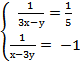 { 1/(3x−y) = 1/5
1/(x−3y) = −1